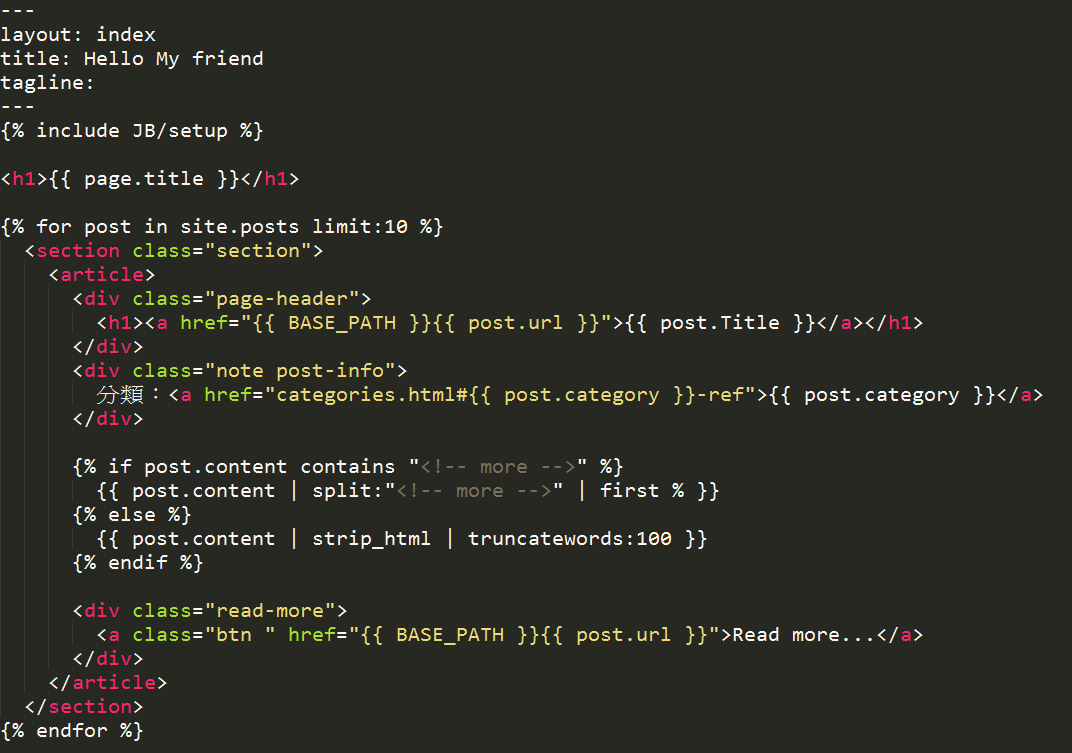 ---
layout: index
title: Hello My friend
tagline:
---
{% include JB/setup %}

<h1>{{ page.title }}</h1>

{% for post in site.posts limit:10 %}
  <section class="section">
    <article>
      <div class="page-header">
        <h1><a href="{{ BASE_PATH }}{{ post.url }}">{{ post.Title }}</a></h1>
      </div>
      <div class="note post-info">
        分類：<a href="categories.html#{{ post.category }}-ref">{{ post.category }}</a>
      </div>

      {% if post.content contains "<!-- more -->" %}
        {{ post.content | split:"<!-- more -->" | first % }}
      {% else %}
        {{ post.content | strip_html | truncatewords:100 }}
      {% endif %}

      <div class="read-more">
        <a class="btn " href="{{ BASE_PATH }}{{ post.url }}">Read more...</a>
      </div>
    </article>
  </section>
{% endfor %}